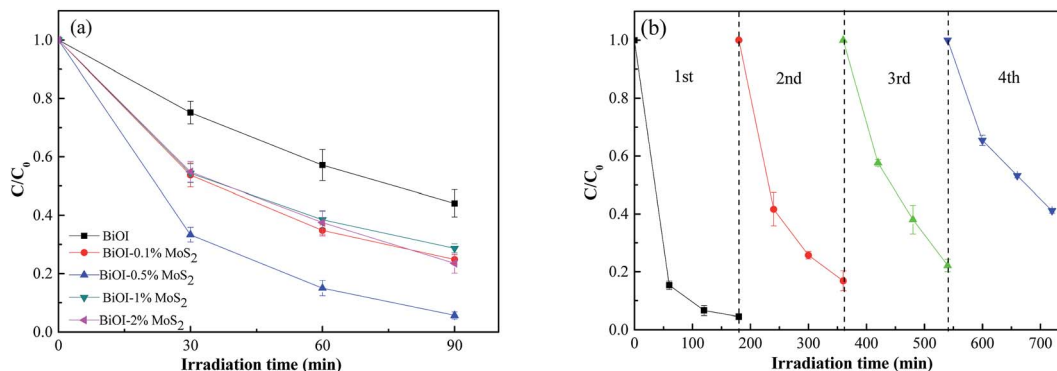 (a)
C/C₀
1.0
0.8
0.6
0.4
0.2
0.0
BiOI
BiOI-0.1% MoS₂
BiOI-0.5% MoS₂
BiOI-1% MoS₂
BiOI-2% MoS₂
0 30 60 90
Irradiation time (min)
(b)
1st 2nd 3rd 4th
C/C₀
1.0
0.8
0.6
0.4
0.2
0.0
0 100 200 300 400 500 600 700
Irradiation time (min)